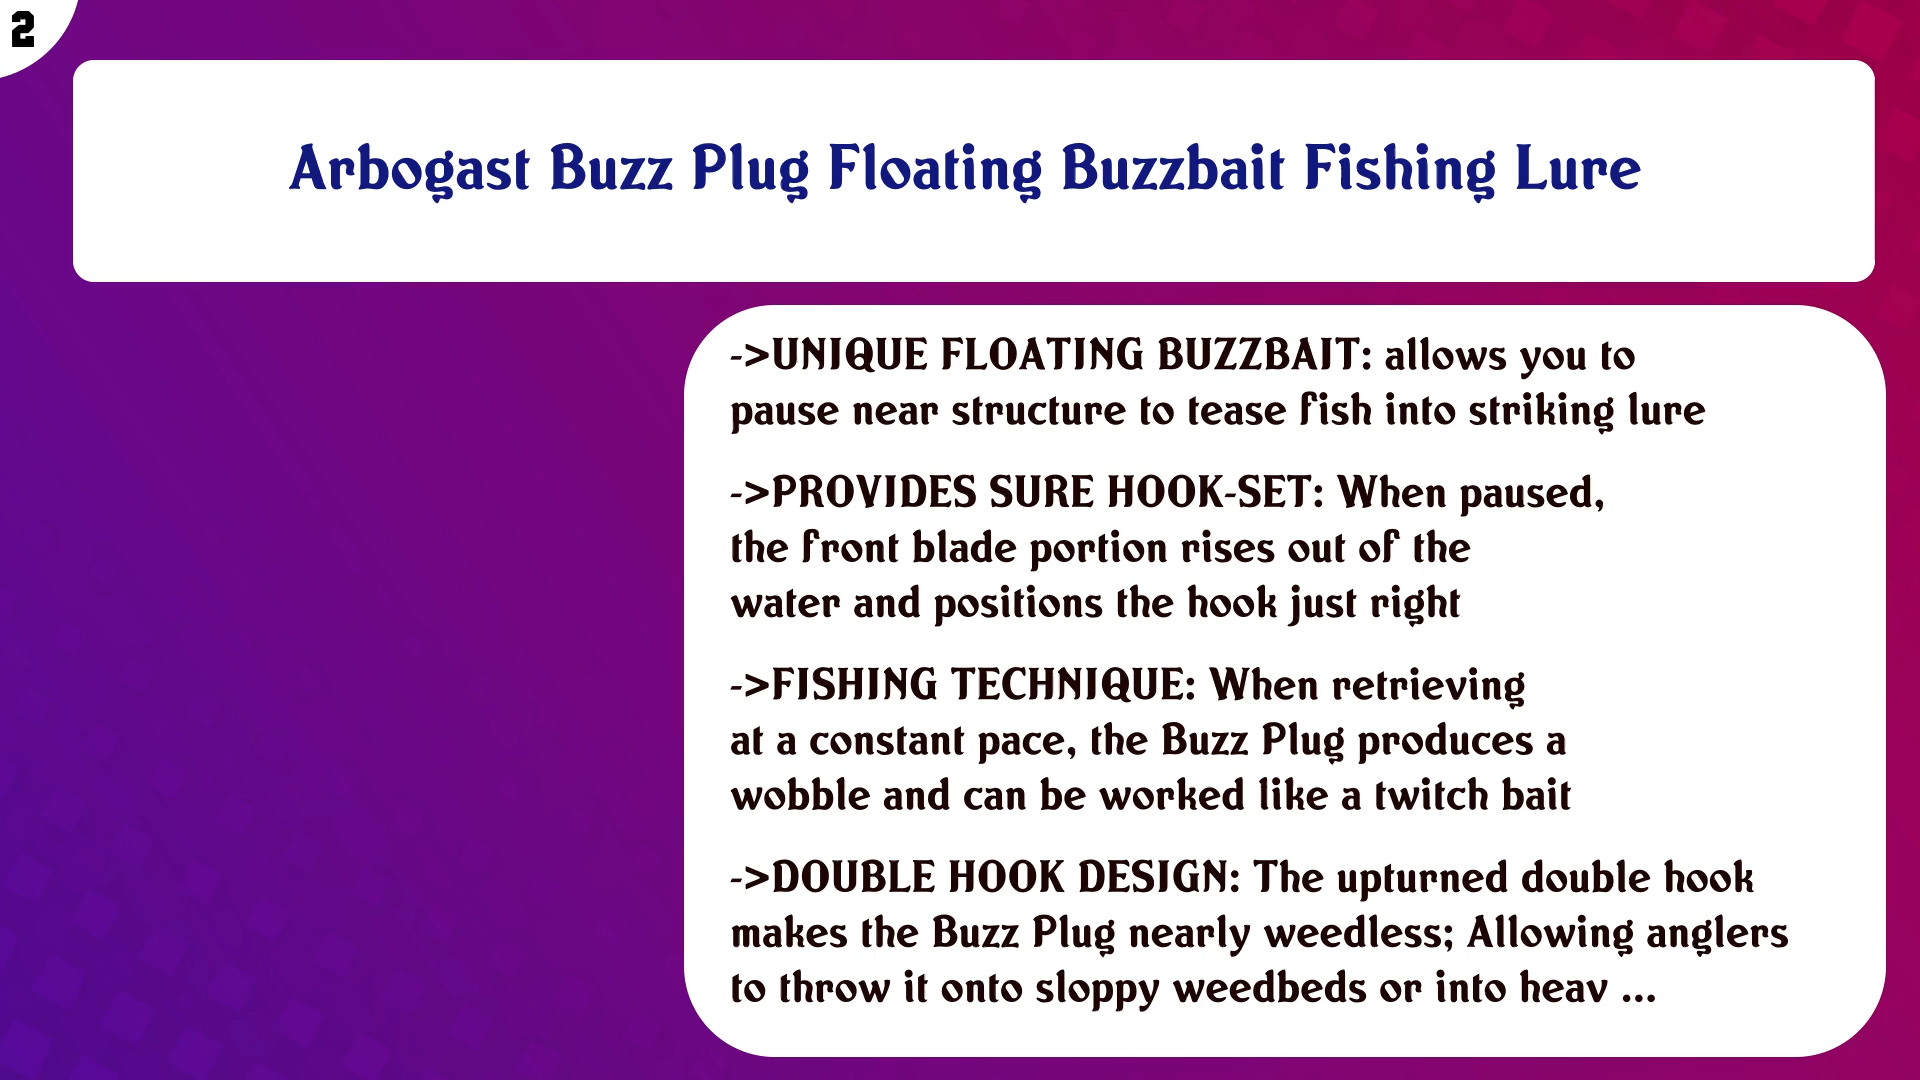 2
Arbogast Buzz Plug Floating Buzzbait Fishing Lure
->UNIQUE FLOATING BUZZBAIT: allows you to
pause near structure to tease fish into striking lure
->PROVIDES SURE HOOK-SET: When paused,
the front blade portion rises out of the
water and positions the hook just right
->FISHING TECHNIQUE: When retrieving
at a constant pace, the Buzz Plug produces a
wobble and can be worked like a twitch bait
->DOUBLE HOOK DESIGN: The upturned double hook
makes the Buzz Plug nearly weedless; Allowing anglers
to throw it onto sloppy weedbeds or into heav ...